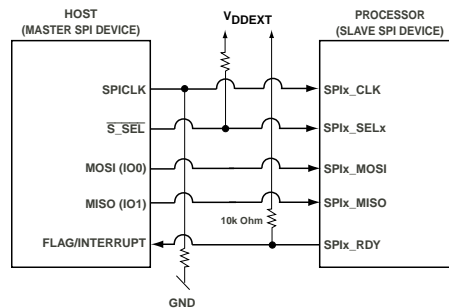 HOST
(MASTER SPI DEVICE)
VDDEXT
PROCESSOR
(SLAVE SPI DEVICE)
SPICLK
SPIx_CLK
S_SEL
SPIx_SELx
MOSI (IO0)
SPIx_MOSI
MISO (IO1)
SPIx_MISO
10k Ohm
FLAG/INTERRUPT
SPIx_RDY
GND